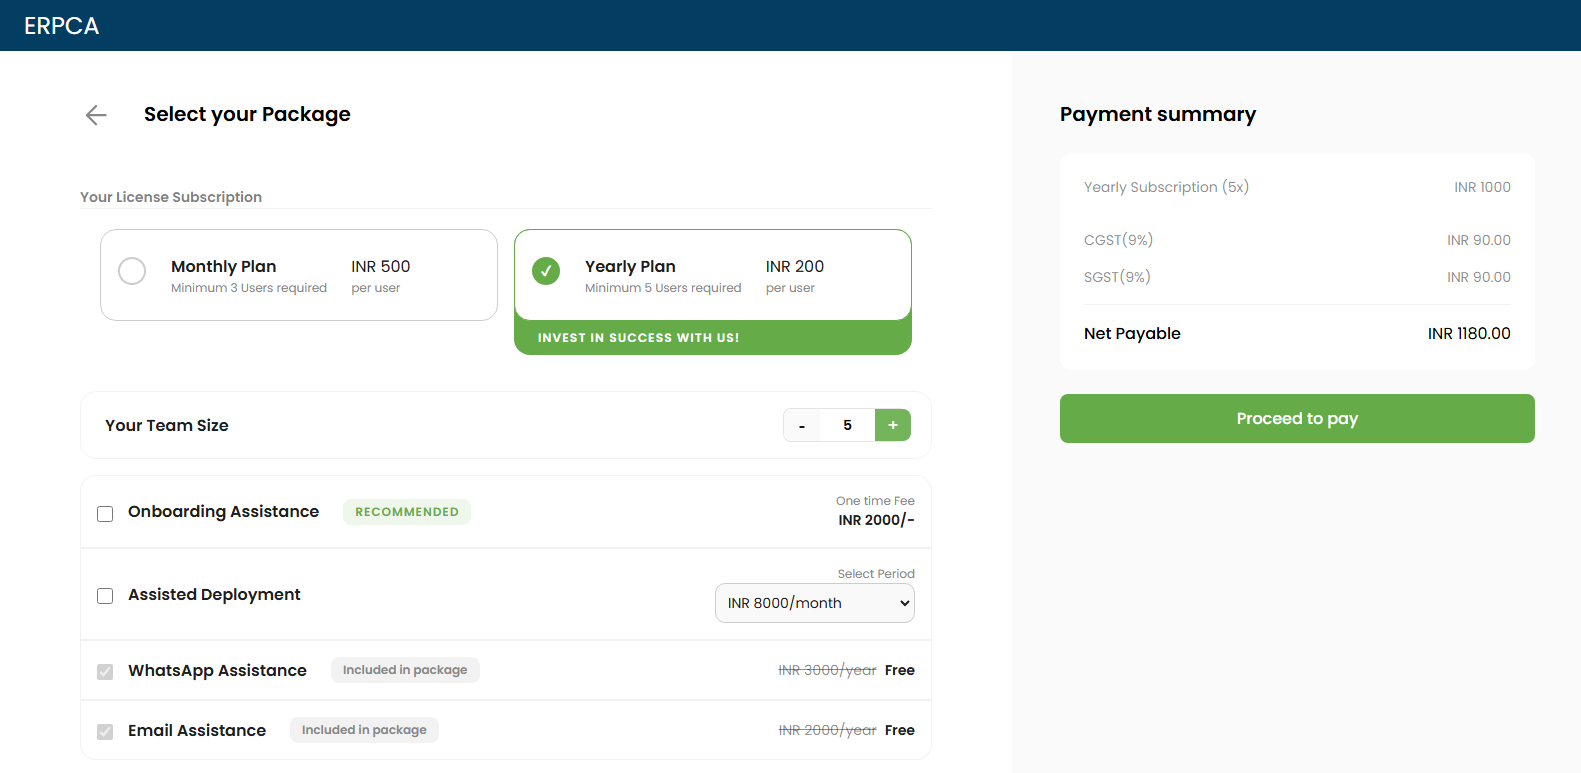 ERPCA
Select your Package
Your License Subscription
Monthly Plan INR 500
Minimum 3 Users required per user
Yearly Plan INR 200
Minimum 5 Users required per user
INVEST IN SUCCESS WITH US!
Your Team Size - 5 +
Onboarding Assistance RECOMMENDED
One time Fee
INR 2000/-
Assisted Deployment
Select Period
INR 8000/month
WhatsApp Assistance Included in package INR 3000/year Free
Email Assistance Included in package INR 2000/year Free
Payment summary
Yearly Subscription (5x) INR 1000
CGST(9%) INR 90.00
SGST(9%) INR 90.00
Net Payable INR 1180.00
Proceed to pay